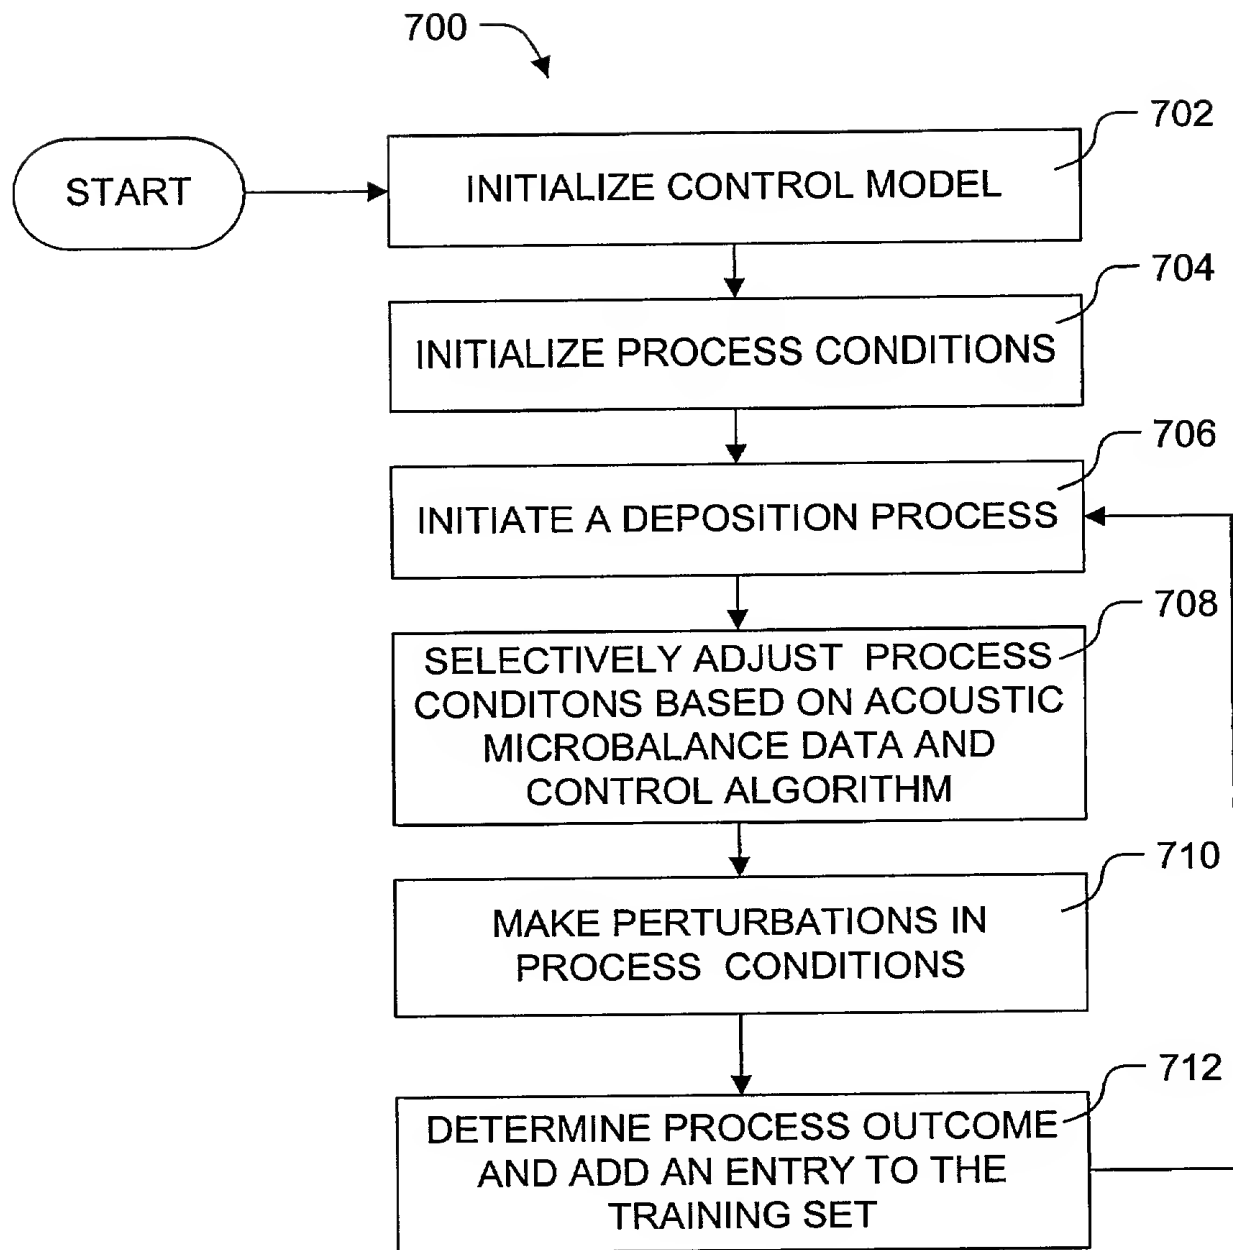 700
START
702
INITIALIZE CONTROL MODEL
704
INITIALIZE PROCESS CONDITIONS
706
INITIATE A DEPOSITION PROCESS
708
SELECTIVELY ADJUST PROCESS
CONDITONS BASED ON ACOUSTIC
MICROBALANCE DATA AND
CONTROL ALGORITHM
710
MAKE PERTURBATIONS IN
PROCESS CONDITIONS
712
DETERMINE PROCESS OUTCOME
AND ADD AN ENTRY TO THE
TRAINING SET